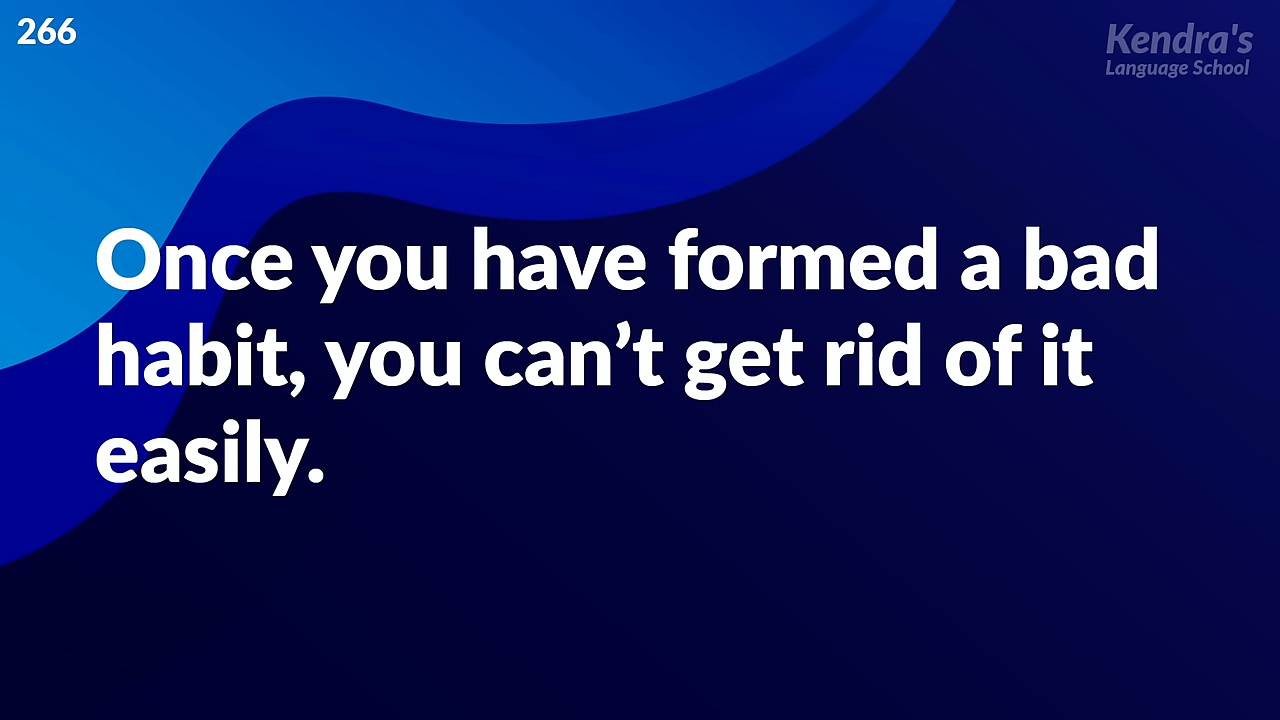 266
Kendra's
Language School
Once you have formed a bad
habit, you can’t get rid of it
easily.